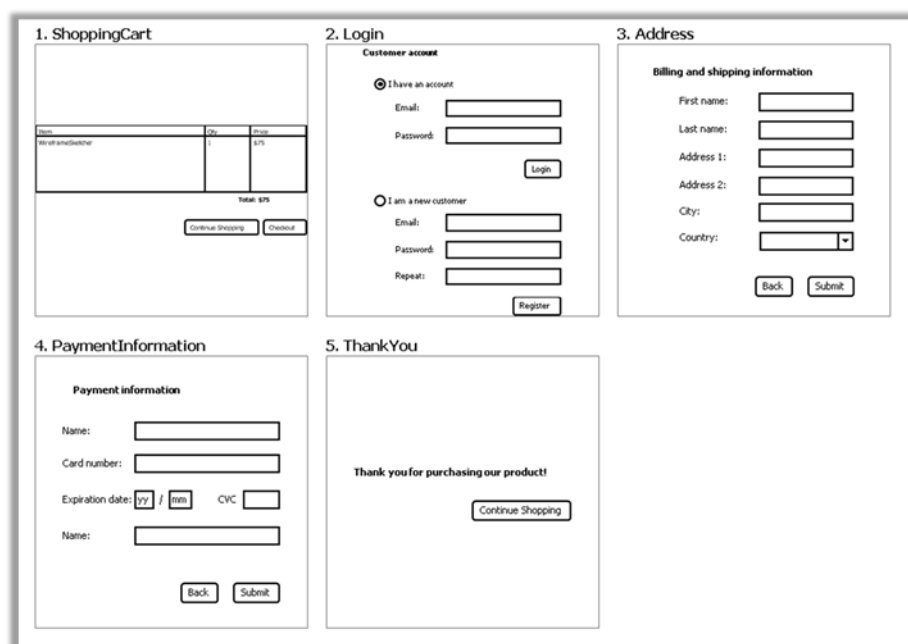 1. ShoppingCart
Item Qty Price
WireframeSketcher 1 $75
Total: $75
Continue Shopping Checkout
2. Login
Customer account
I have an account
Email:
Password:
Login
I am a new customer
Email:
Password:
Repeat:
Register
3. Address
Billing and shipping information
First name:
Last name:
Address 1:
Address 2:
City:
Country:
Back Submit
4. PaymentInformation
Payment information
Name:
Card number:
Expiration date: yy / mm CVC
Name:
Back Submit
5. ThankYou
Thank you for purchasing our product!
Continue Shopping